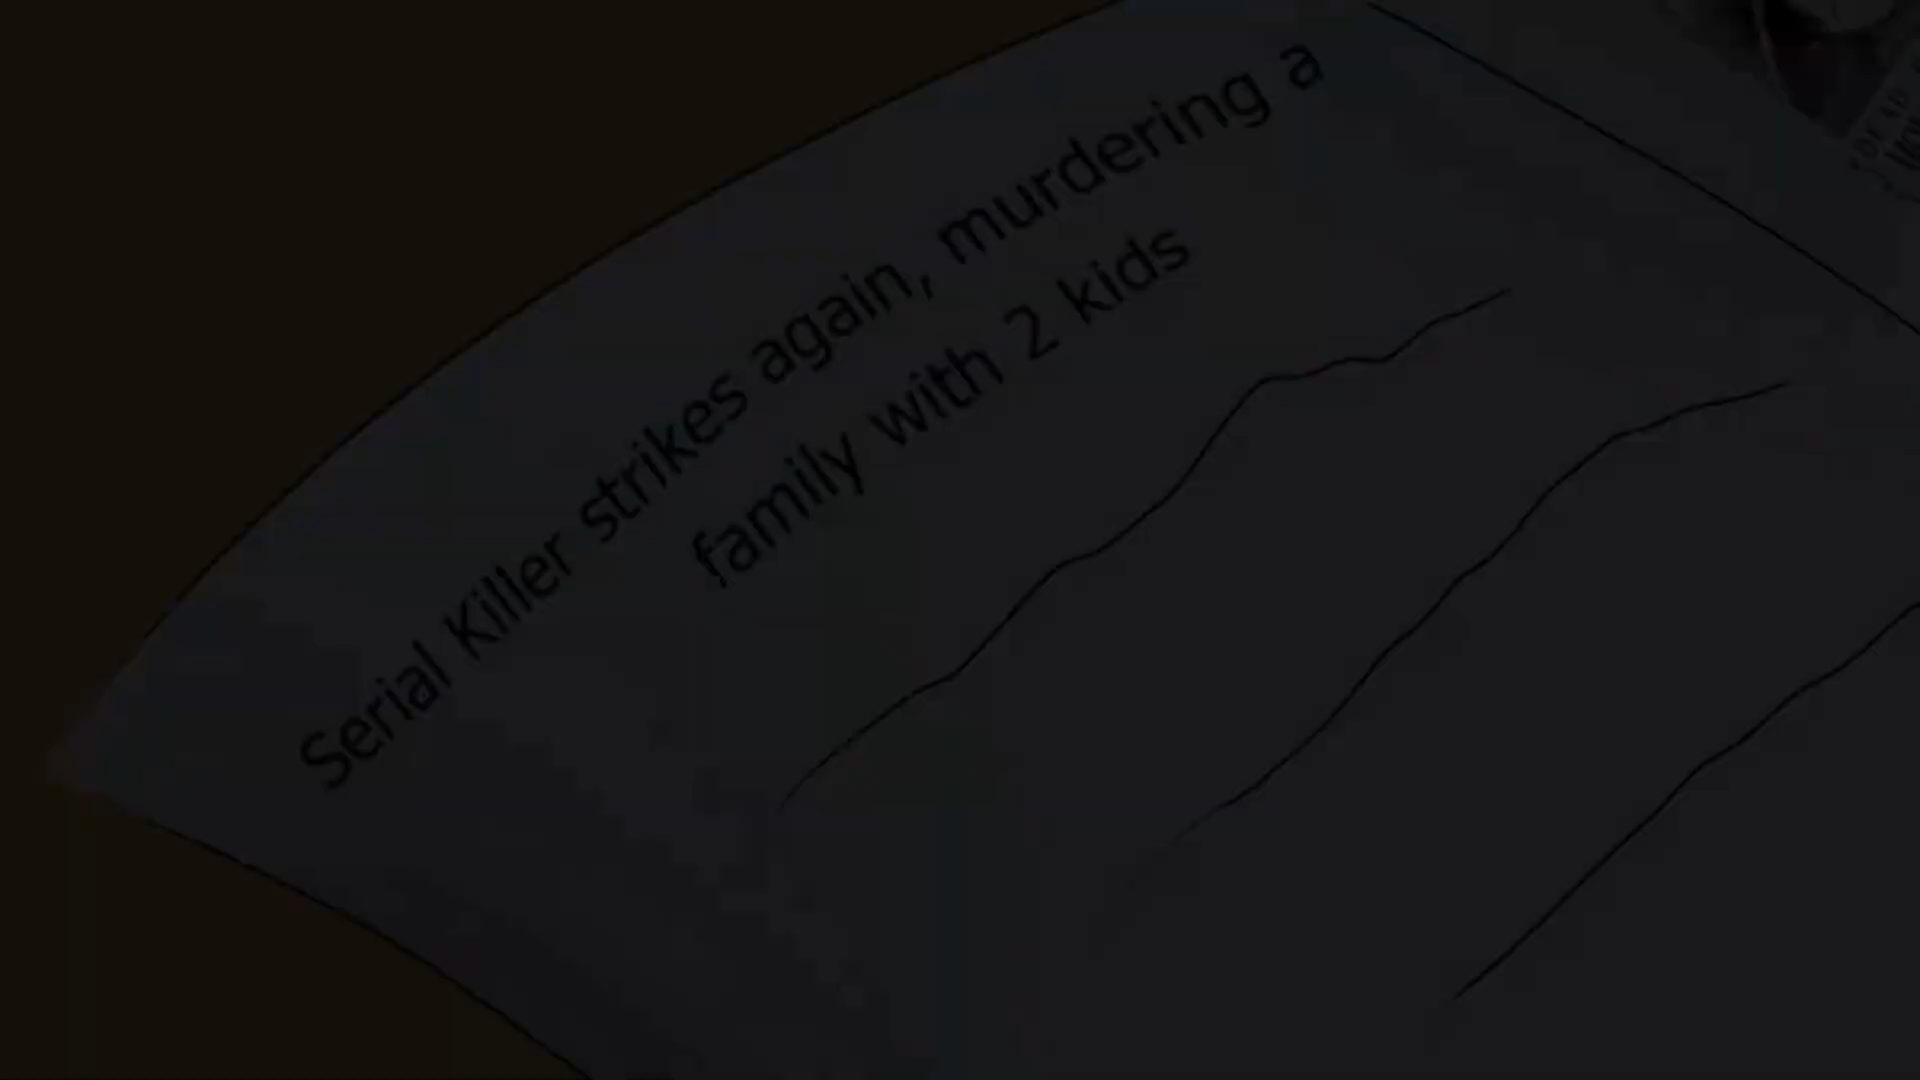 Serial Killer strikes again, murdering a
family with 2 kids